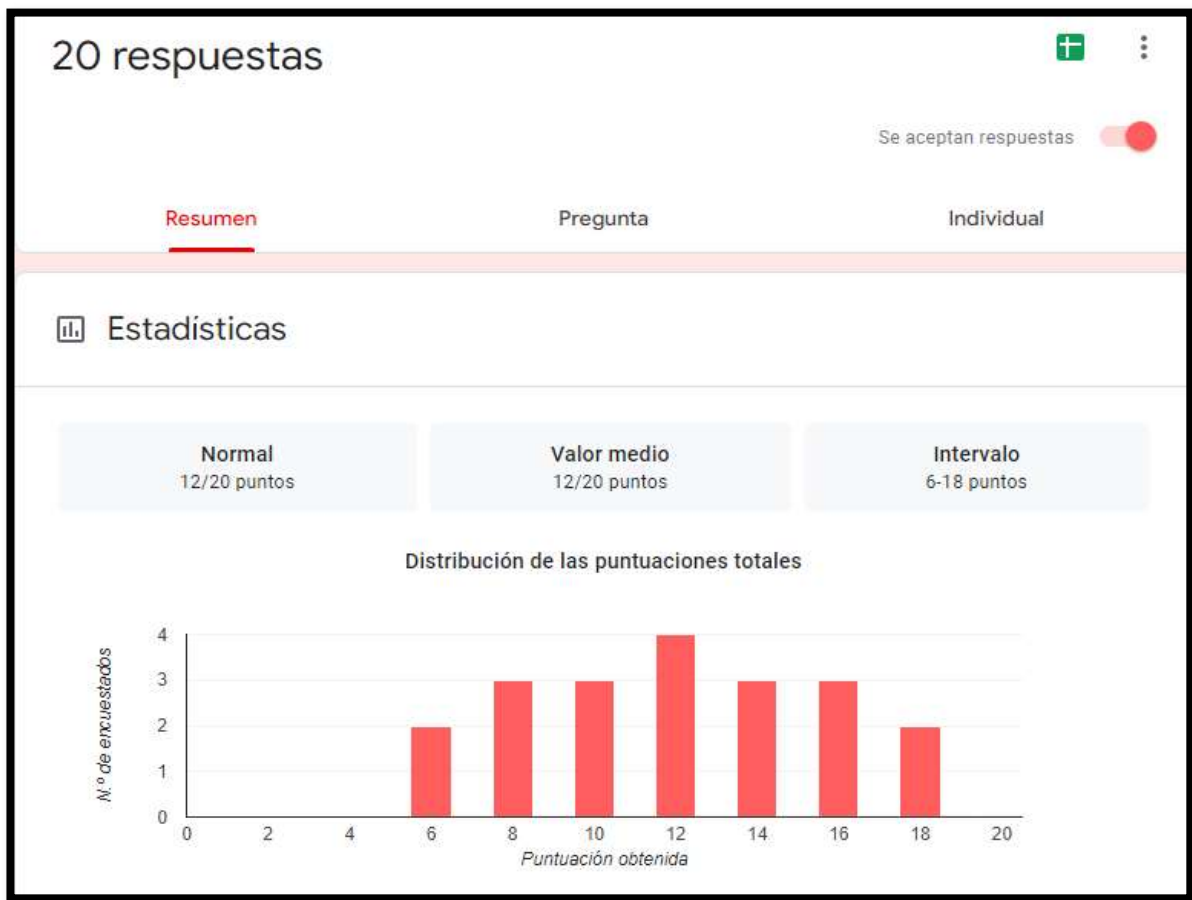 20 respuestas
Se aceptan respuestas
Resumen Pregunta Individual
Estadísticas
Normal Valor medio Intervalo
12/20 puntos 12/20 puntos 6-18 puntos
Distribución de las puntuaciones totales
4
3
2
1
0
N.º de encuestados
0 2 4 6 8 10 12 14 16 18 20
Puntuación obtenida